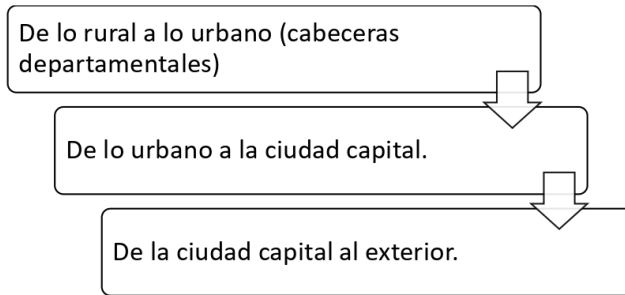 De lo rural a lo urbano (cabeceras
departamentales)
De lo urbano a la ciudad capital.
De la ciudad capital al exterior.